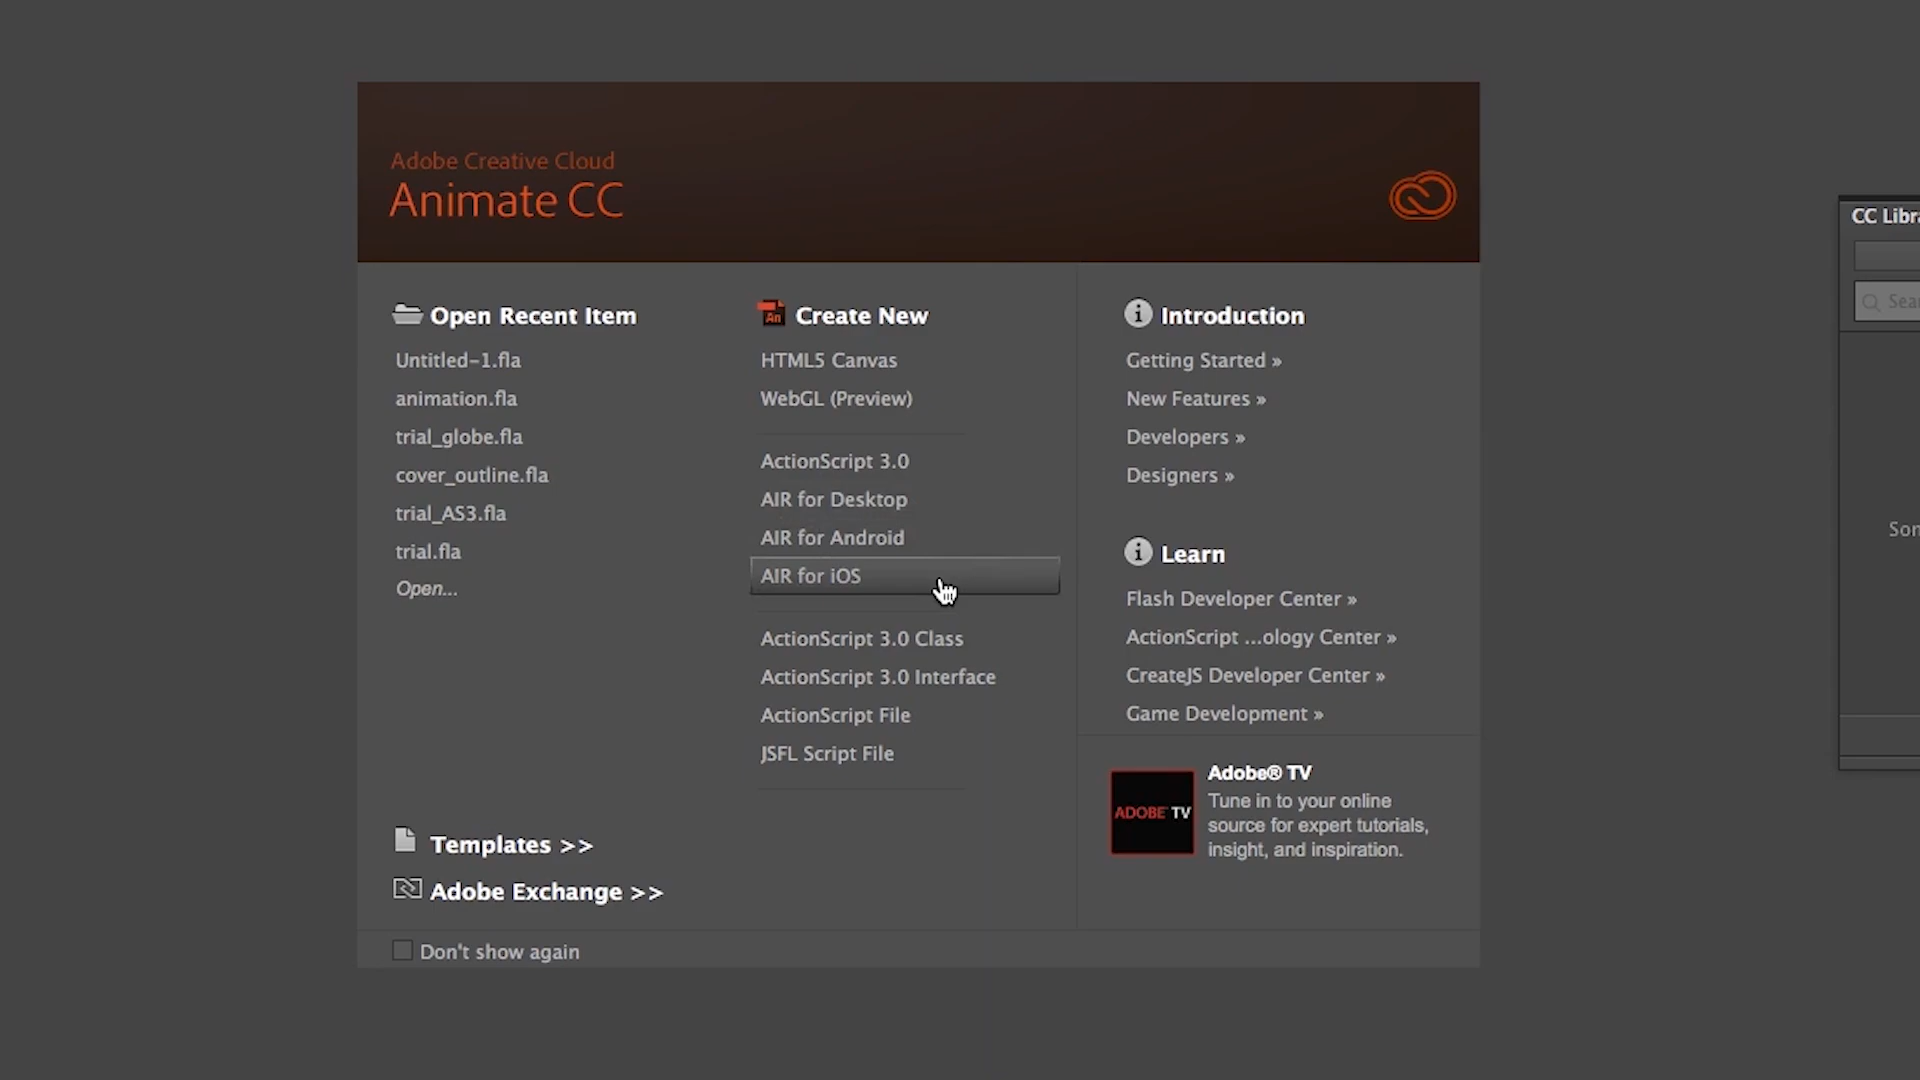 Adobe Creative Cloud
Animate CC
Open Recent Item
Untitled-1.fla
animation.fla
trial_globe.fla
cover_outline.fla
trial_AS3.fla
trial.fla
Open...
Templates >>
Adobe Exchange >>
Don't show again
An
Create New
HTML5 Canvas
WebGL (Preview)
ActionScript 3.0
AIR for Desktop
AIR for Android
AIR for iOS
ActionScript 3.0 Class
ActionScript 3.0 Interface
ActionScript File
JSFL Script File
Introduction
Getting Started »
New Features »
Developers »
Designers »
Learn
Flash Developer Center »
ActionScript ...ology Center »
CreateJS Developer Center »
Game Development »
ADOBE TV
Adobe® TV
Tune in to your online
source for expert tutorials,
insight, and inspiration.
CC Libra
Sear
Son